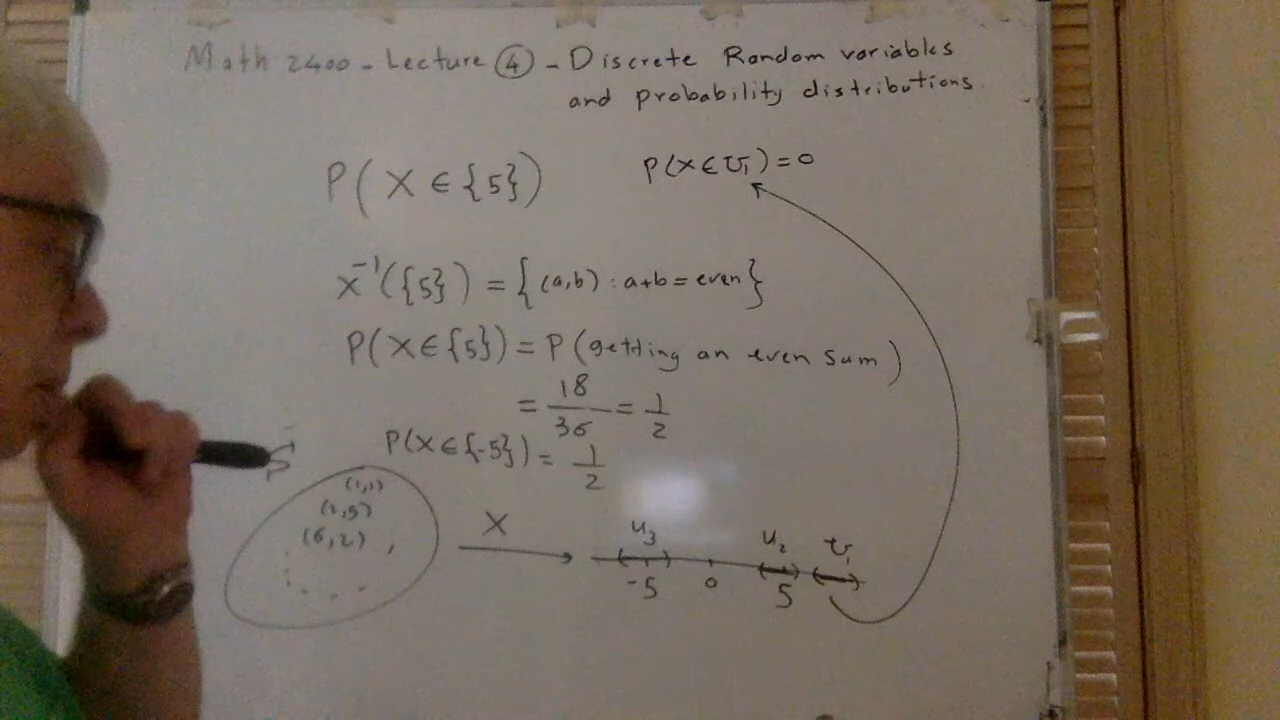 Math 2400 - Lecture ④ - Discrete Random variables
and probability distributions.
P( X ∈ {5})
P(X ∈ U₁) = 0
X⁻¹({5}) = {(a,b) : a+b = even}
P(X ∈ {5}) = P(getting an even sum)
= 18/36 = 1/2
P(X ∈ {-5}) = 1/2
S
(1,1)
(6,2)
X
U₃ U₂ U₁
-5 0 5